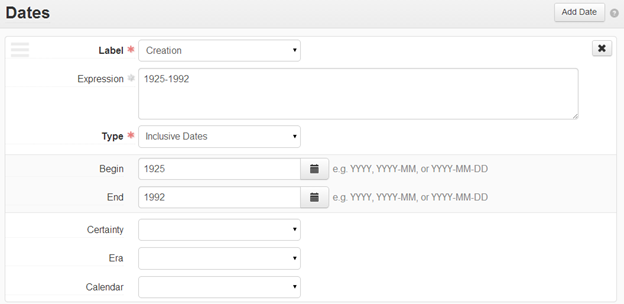 Dates
Add Date
Label * Creation
Expression 1925-1992
Type * Inclusive Dates
Begin 1925 e.g. YYYY, YYYY-MM, or YYYY-MM-DD
End 1992 e.g. YYYY, YYYY-MM, or YYYY-MM-DD
Certainty
Era
Calendar